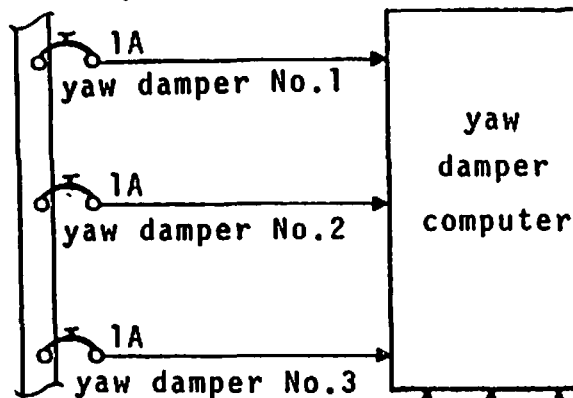 1A
yaw damper No.1
1A
yaw damper No.2
1A
yaw damper No.3
yaw
damper
computer